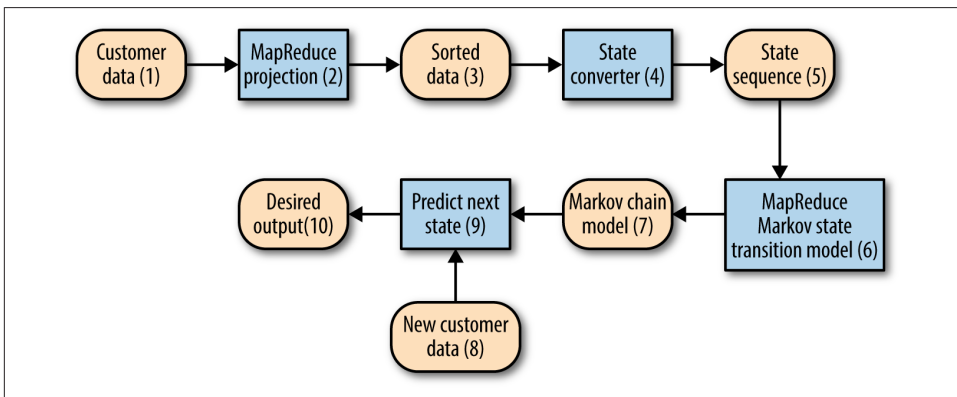 Customer
data (1)
MapReduce
projection (2)
Sorted
data (3)
State
converter (4)
State
sequence (5)
Desired
output(10)
Predict next
state (9)
Markov chain
model (7)
MapReduce
Markov state
transition model (6)
New customer
data (8)